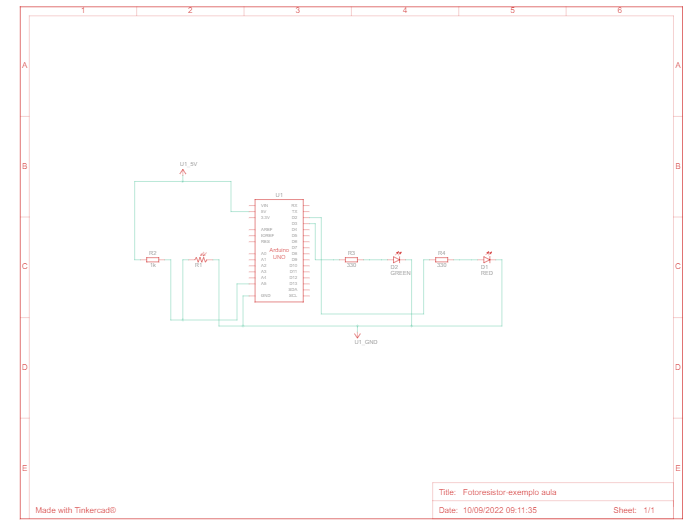 1 2 3 4 5 6
A A
B B
C C
D D
E E
U1_5V
U1
VIN RX
5V TX
3.3V D2
D3
AREF D4
IOREF D5
RES D6
D7
A0 D8
A1 D9
A2 D10
A3 D11
D12
D13
SDA
GND SCL
Arduino
UNO
R2
1k
R1
R3
330
D2
GREEN
R4
330
D1
RED
U1_GND
Title: Fotoresistor-exemplo aula
Made with Tinkercad®
Date: 10/09/2022 09:11:35 Sheet: 1/1